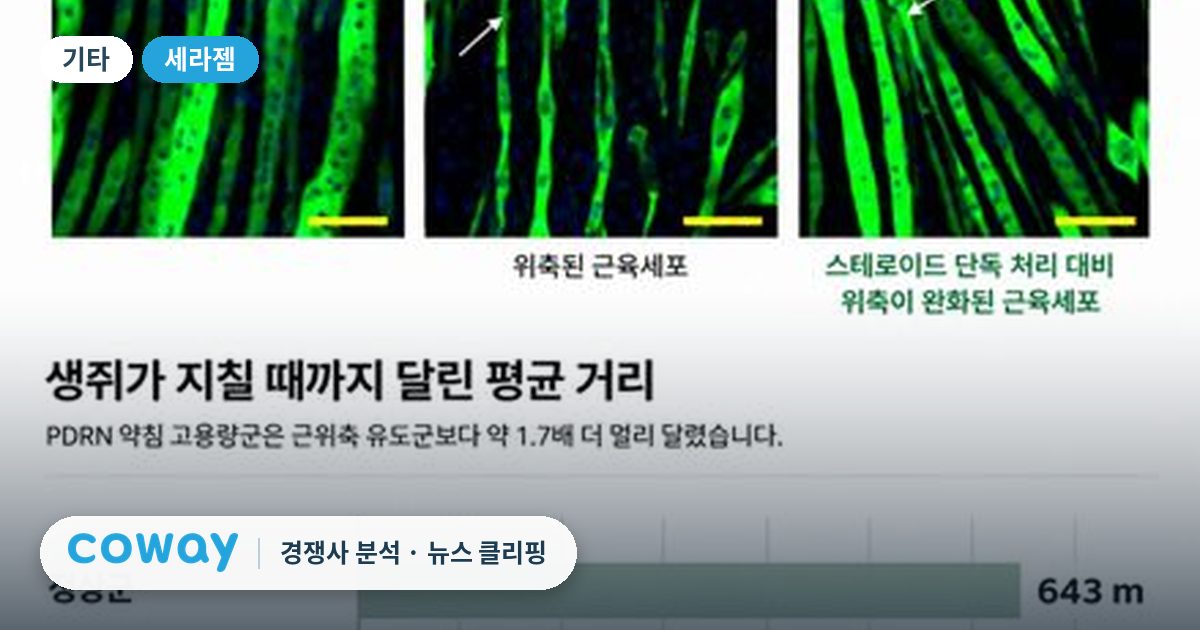 기타
세라젬
위축된 근육세포
스테로이드 단독 처리 대비
위축이 완화된 근육세포
생쥐가 지칠 때까지 달린 평균 거리
PDRN 약침 고용량군은 근위축 유도군보다 약 1.7배 더 멀리 달렸습니다.
coway
경쟁사 분석 · 뉴스 클리핑
정상군
643 m